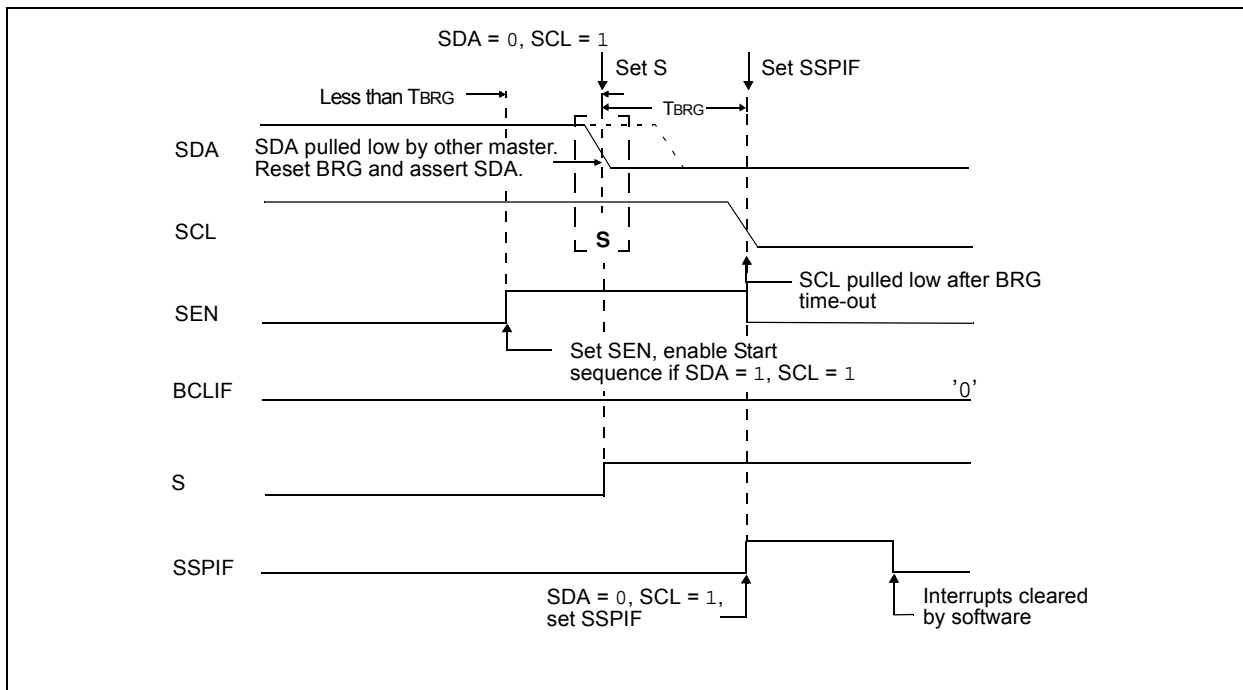 SDA = 0, SCL = 1
Set S
Set SSPIF
Less than TBRG
TBRG
SDA
SDA pulled low by other master.
Reset BRG and assert SDA.
SCL
S
SCL pulled low after BRG
time-out
SEN
Set SEN, enable Start
sequence if SDA = 1, SCL = 1
BCLIF
’0’
S
SSPIF
SDA = 0, SCL = 1,
set SSPIF
Interrupts cleared
by software